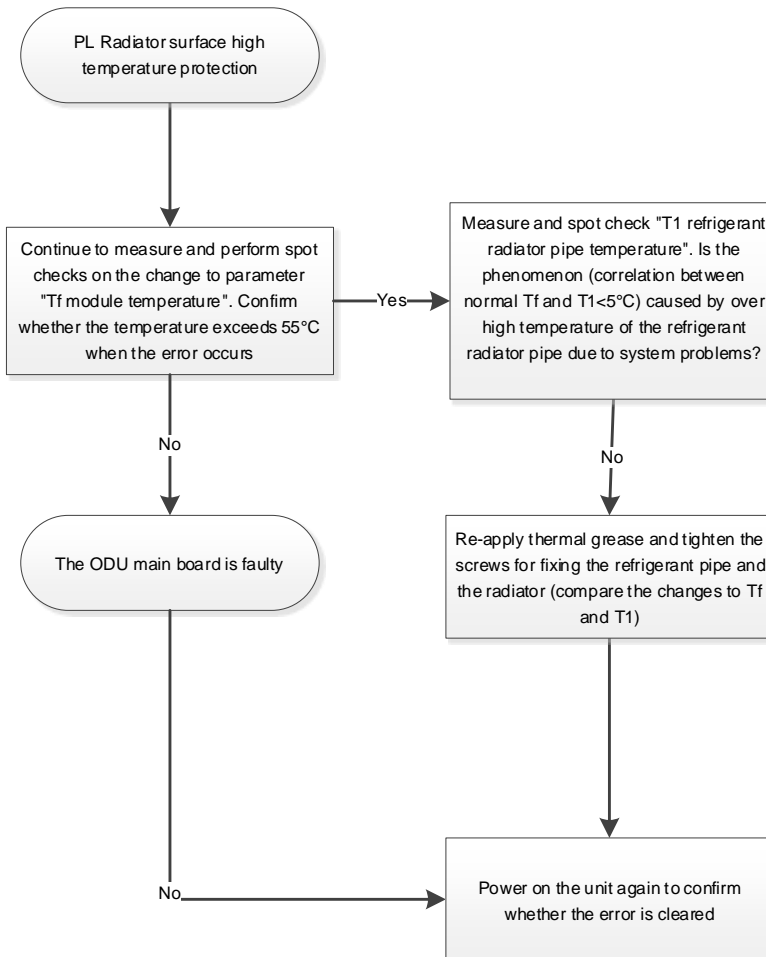 PL Radiator surface high
temperature protection
Continue to measure and perform spot
checks on the change to parameter
"Tf module temperature". Confirm
whether the temperature exceeds 55°C
when the error occurs
Yes
Measure and spot check "T1 refrigerant
radiator pipe temperature". Is the
phenomenon (correlation between
normal Tf and T1<5°C) caused by over
high temperature of the refrigerant
radiator pipe due to system problems?
No
No
The ODU main board is faulty
Re-apply thermal grease and tighten the
screws for fixing the refrigerant pipe and
the radiator (compare the changes to Tf
and T1)
No
Power on the unit again to confirm
whether the error is cleared